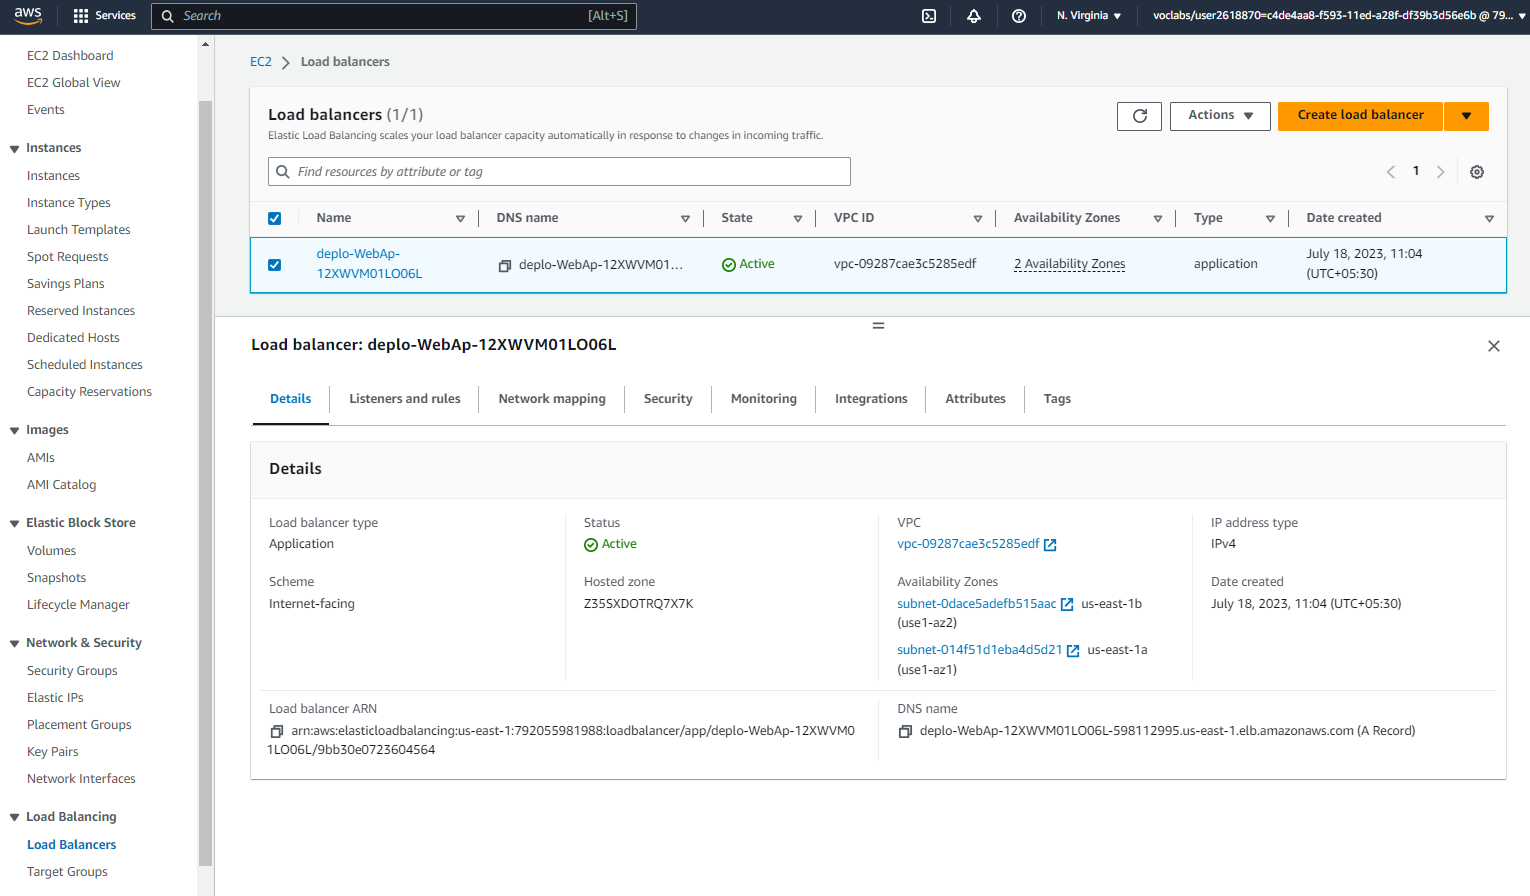 aws
Services
Search [Alt+S]
N. Virginia
voclabs/user2618870=c4de4aa8-f593-11ed-a28f-df39b3d56e6b @ 79...
EC2 Dashboard
EC2 Global View
Events
Instances
Instances
Instance Types
Launch Templates
Spot Requests
Savings Plans
Reserved Instances
Dedicated Hosts
Scheduled Instances
Capacity Reservations
Images
AMIs
AMI Catalog
Elastic Block Store
Volumes
Snapshots
Lifecycle Manager
Network & Security
Security Groups
Elastic IPs
Placement Groups
Key Pairs
Network Interfaces
Load Balancing
Load Balancers
Target Groups
EC2 > Load balancers
Load balancers (1/1)
Elastic Load Balancing scales your load balancer capacity automatically in response to changes in incoming traffic.
Actions
Create load balancer
Find resources by attribute or tag
1
Name DNS name State VPC ID Availability Zones Type Date created
deplo-WebAp-
12XWVM01LO06L
deplo-WebAp-12XWVM01...
Active
vpc-09287cae3c5285edf
2 Availability Zones
application
July 18, 2023, 11:04
(UTC+05:30)
Load balancer: deplo-WebAp-12XWVM01LO06L
Details Listeners and rules Network mapping Security Monitoring Integrations Attributes Tags
Details
Load balancer type
Application
Status
Active
VPC
vpc-09287cae3c5285edf
IP address type
IPv4
Scheme
Internet-facing
Hosted zone
Z35SXDOTRQ7X7K
Availability Zones
subnet-0dace5adefb515aac us-east-1b
(use1-az2)
subnet-014f51d1eba4d5d21 us-east-1a
(use1-az1)
Date created
July 18, 2023, 11:04 (UTC+05:30)
Load balancer ARN
arn:aws:elasticloadbalancing:us-east-1:792055981988:loadbalancer/app/deplo-WebAp-12XWVM0
1LO06L/9bb30e0723604564
DNS name
deplo-WebAp-12XWVM01LO06L-598112995.us-east-1.elb.amazonaws.com (A Record)